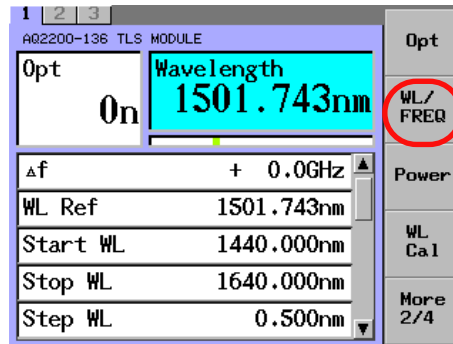 1 2 3
AQ2200-136 TLS MODULE
Opt
On
Wavelength
1501.743nm
△f + 0.0GHz
WL Ref 1501.743nm
Start WL 1440.000nm
Stop WL 1640.000nm
Step WL 0.500nm
Opt
WL/
FREQ
Power
WL
Cal
More
2/4